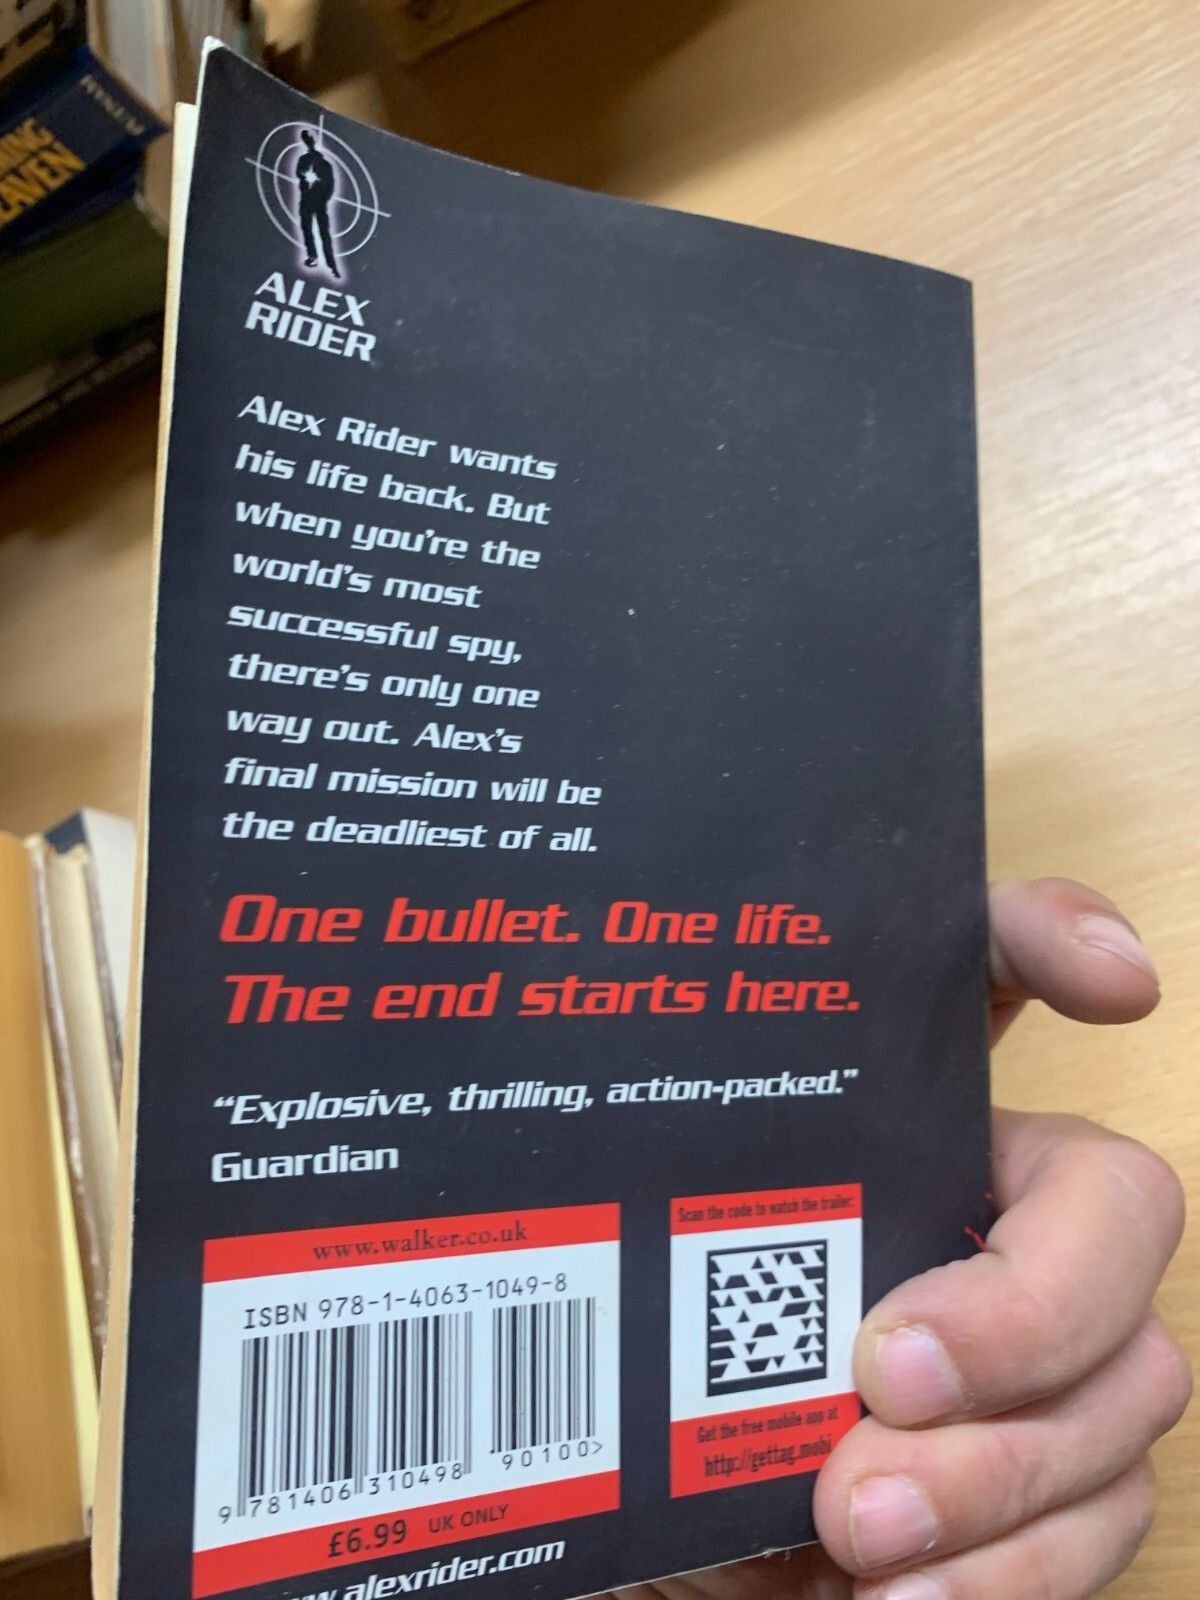 PUTNAM
ALEX
RIDER
Alex Rider wants
his life back. But
when you're the
world's most
successful spy,
there's only one
way out. Alex's
final mission will be
the deadliest of all.
One bullet. One life.
The end starts here.
“Explosive, thrilling, action-packed.”
Guardian
www.walker.co.uk
ISBN 978-1-4063-1049-8
9 781406 310498
90100>
£6.99 UK ONLY
www.alexrider.com
Scan the code to watch the trailer:
Get the free mobile app at
http://gettag.mobi